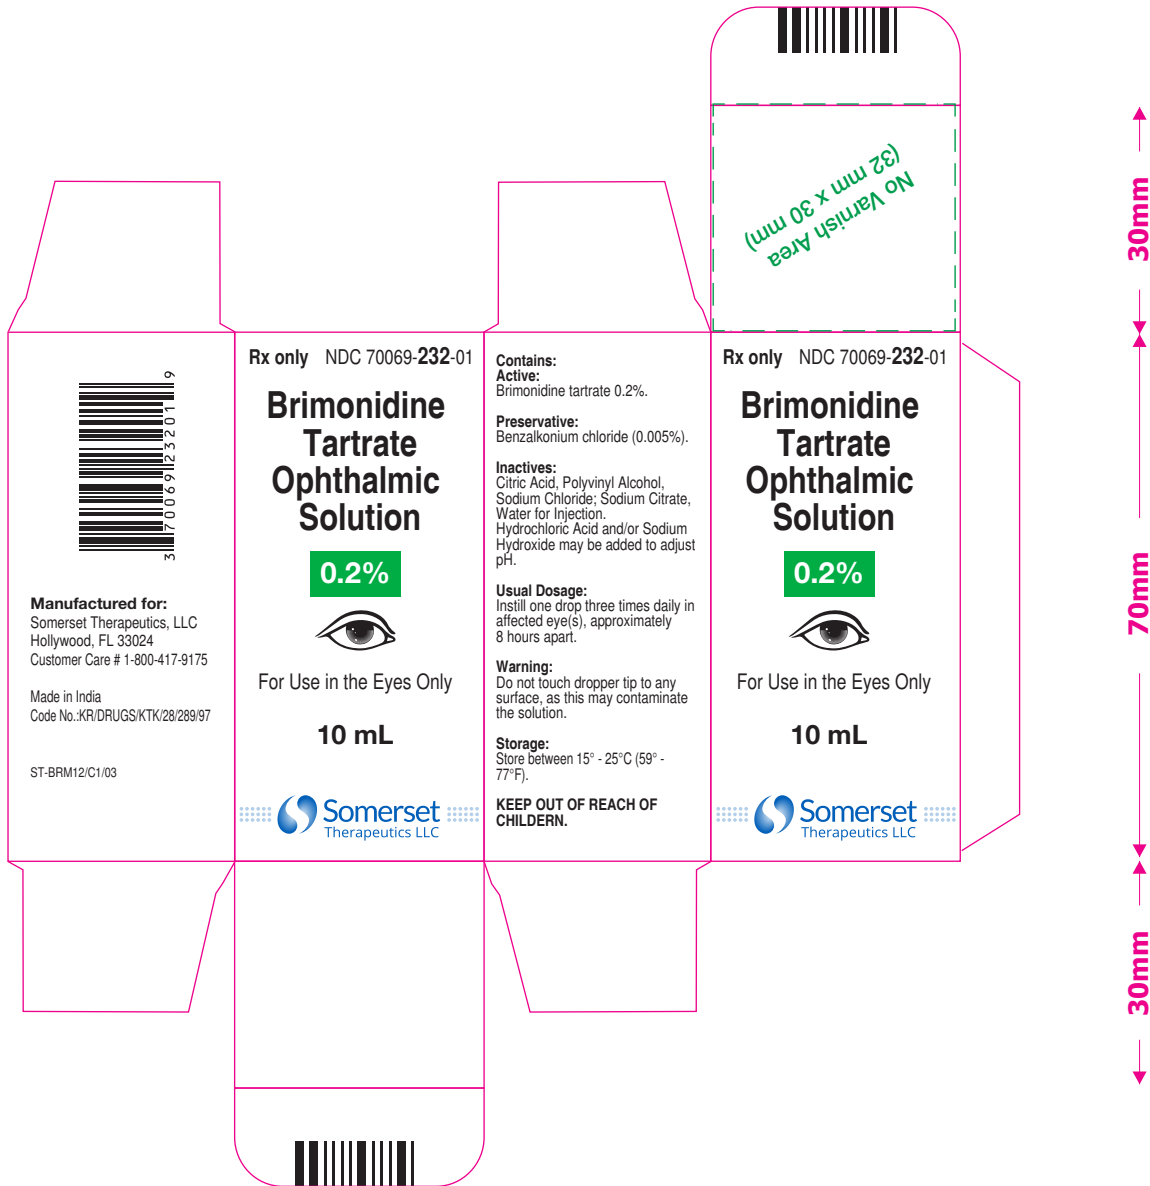 No Varnish Area
(32 mm x 30 mm)
30mm
70mm
30mm
3 70069 23201 9
Manufactured for:
Somerset Therapeutics, LLC
Hollywood, FL 33024
Customer Care # 1-800-417-9175
Made in India
Code No.:KR/DRUGS/KTK/28/289/97
ST-BRM12/C1/03
Rx only NDC 70069-232-01
Brimonidine
Tartrate
Ophthalmic
Solution
0.2%
For Use in the Eyes Only
10 mL
Somerset
Therapeutics LLC
Contains:
Active:
Brimonidine tartrate 0.2%.
Preservative:
Benzalkonium chloride (0.005%).
Inactives:
Citric Acid, Polyvinyl Alcohol,
Sodium Chloride; Sodium Citrate,
Water for Injection.
Hydrochloric Acid and/or Sodium
Hydroxide may be added to adjust
pH.
Usual Dosage:
Instill one drop three times daily in
affected eye(s), approximately
8 hours apart.
Warning:
Do not touch dropper tip to any
surface, as this may contaminate
the solution.
Storage:
Store between 15° - 25°C (59° -
77°F).
KEEP OUT OF REACH OF
CHILDERN.
Rx only NDC 70069-232-01
Brimonidine
Tartrate
Ophthalmic
Solution
0.2%
For Use in the Eyes Only
10 mL
Somerset
Therapeutics LLC